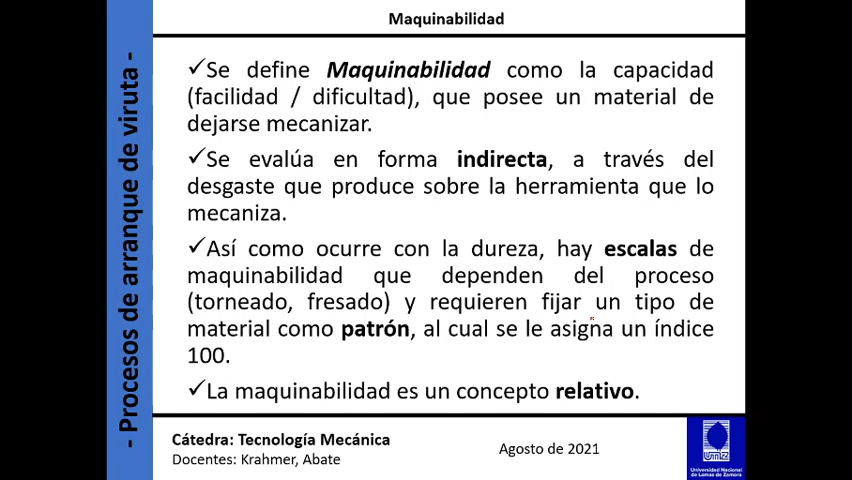 Maquinabilidad
- Procesos de arranque de viruta -
✓Se define Maquinabilidad como la capacidad
(facilidad / dificultad), que posee un material de
dejarse mecanizar.
✓Se evalúa en forma indirecta, a través del
desgaste que produce sobre la herramienta que lo
mecaniza.
✓Así como ocurre con la dureza, hay escalas de
maquinabilidad que dependen del proceso
(torneado, fresado) y requieren fijar un tipo de
material como patrón, al cual se le asigna un índice
100.
✓La maquinabilidad es un concepto relativo.
Cátedra: Tecnología Mecánica
Docentes: Krahmer, Abate
Agosto de 2021
Universidad Nacional
de Lomas de Zamora